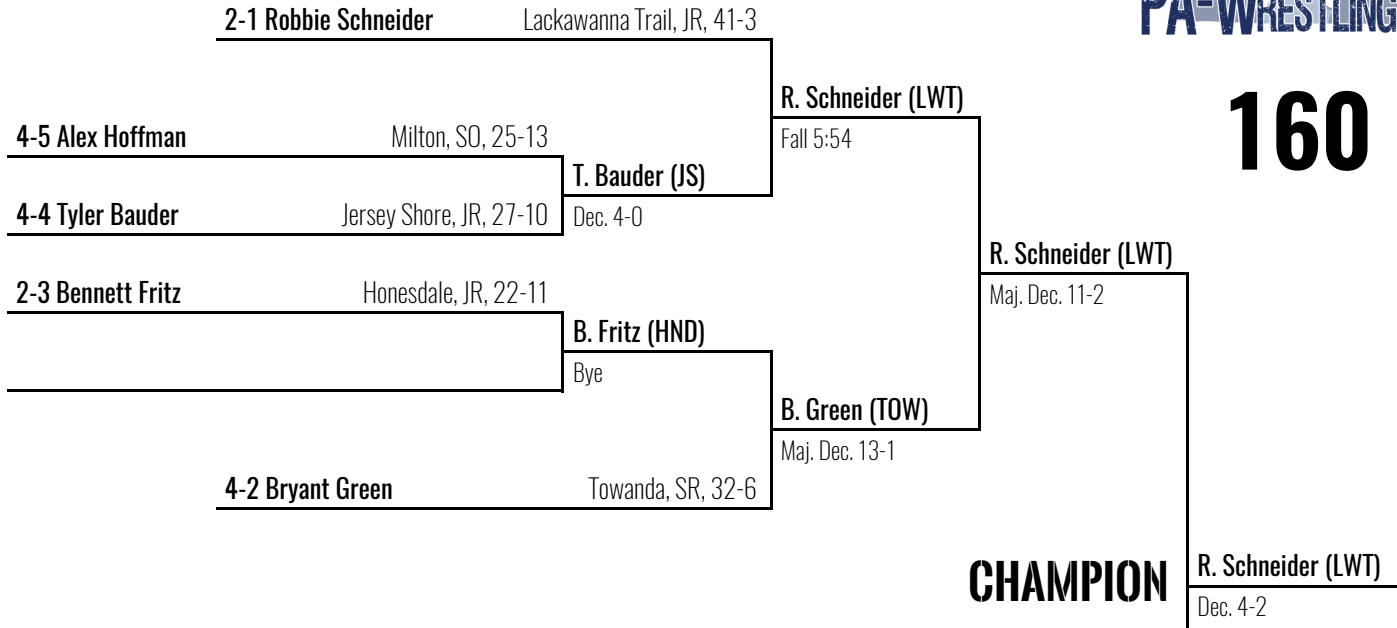 2-1 Robbie Schneider Lackawanna Trail, JR, 41-3
PA-WRESTLING
R. Schneider (LWT)
160
4-5 Alex Hoffman Milton, SO, 25-13
Fall 5:54
T. Bauder (JS)
4-4 Tyler Bauder Jersey Shore, JR, 27-10
Dec. 4-0
R. Schneider (LWT)
2-3 Bennett Fritz Honesdale, JR, 22-11
Maj. Dec. 11-2
B. Fritz (HND)
Bye
B. Green (TOW)
Maj. Dec. 13-1
4-2 Bryant Green Towanda, SR, 32-6
CHAMPION
R. Schneider (LWT)
Dec. 4-2